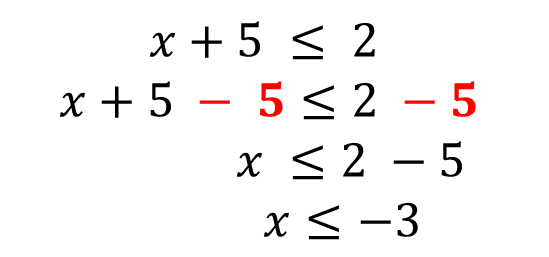 x + 5 ≤ 2
x + 5 − 5 ≤ 2 − 5
x ≤ 2 − 5
x ≤ −3